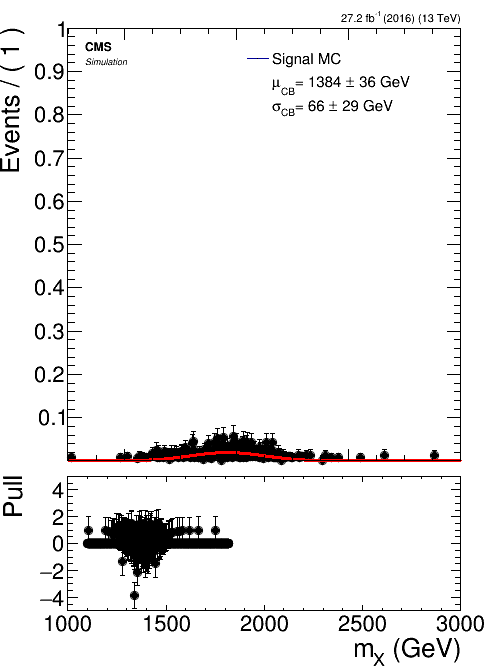 27.2 fb⁻¹ (2016) (13 TeV)
CMS
Simulation
Signal MC
μ_CB = 1384 ± 36 GeV
σ_CB = 66 ± 29 GeV
Events / ( 1 )
1
0.9
0.8
0.7
0.6
0.5
0.4
0.3
0.2
0.1
Pull
4
2
0
−2
−4
1000 1500 2000 2500 3000
m_X (GeV)